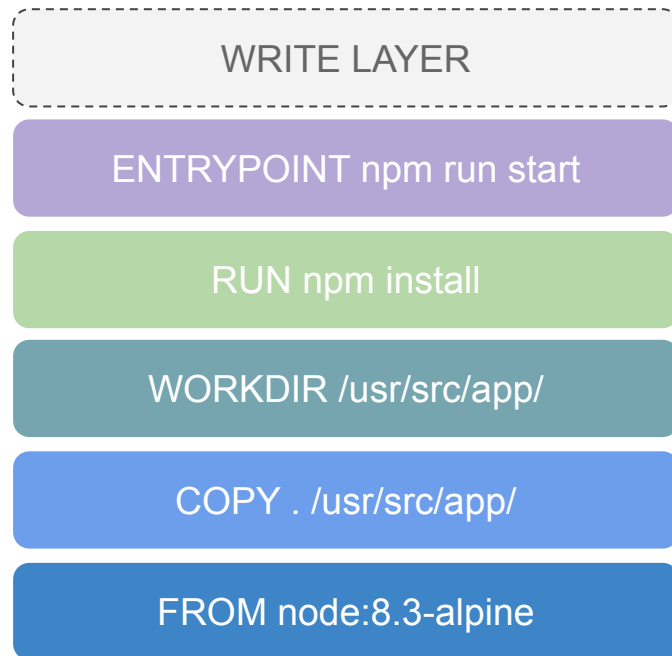 WRITE LAYER
ENTRYPOINT npm run start
RUN npm install
WORKDIR /usr/src/app/
COPY . /usr/src/app/
FROM node:8.3-alpine